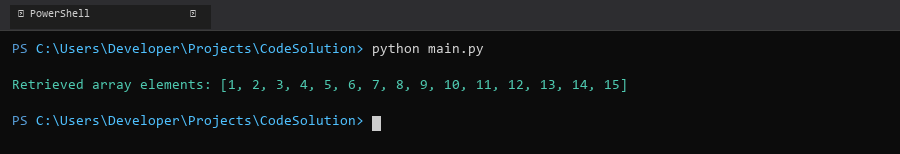 PowerShell
PS C:\Users\Developer\Projects\CodeSolution> python main.py
Retrieved array elements: [1, 2, 3, 4, 5, 6, 7, 8, 9, 10, 11, 12, 13, 14, 15]
PS C:\Users\Developer\Projects\CodeSolution>